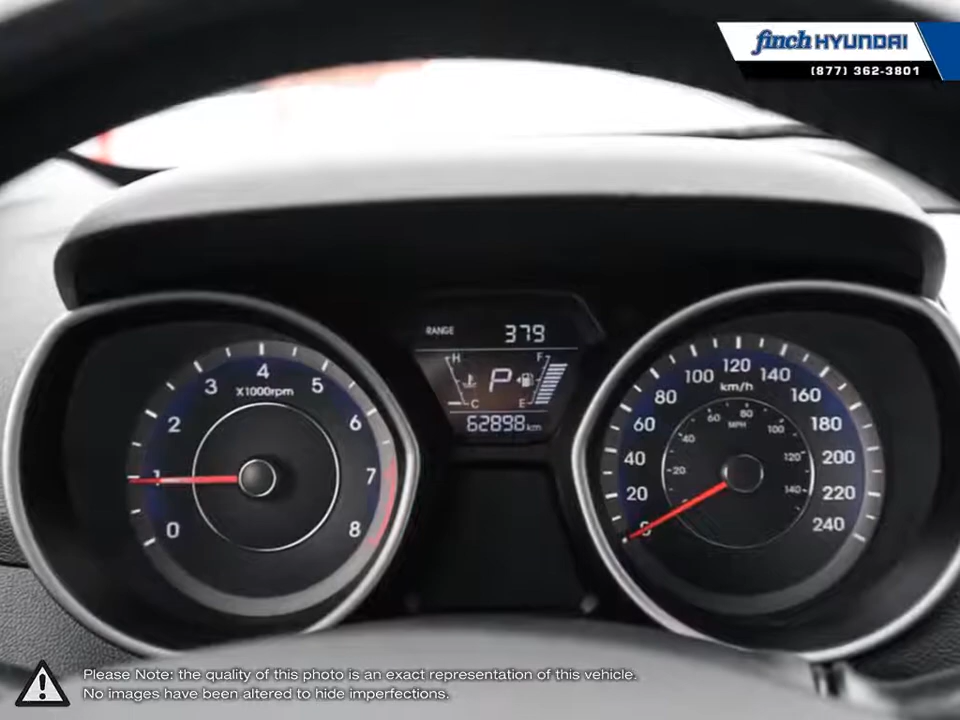 finch HYUNDAI
(877) 362-3801
RANGE 379
H F
P
C E
62898 km
0 1 2 3 4 5 6 7 8
X1000rpm
0 20 40 60 80 100 120 140 160 180 200 220 240
km/h
20 40 60 80 100 120 140
MPH
Please Note: the quality of this photo is an exact representation of this vehicle.
No images have been altered to hide imperfections.